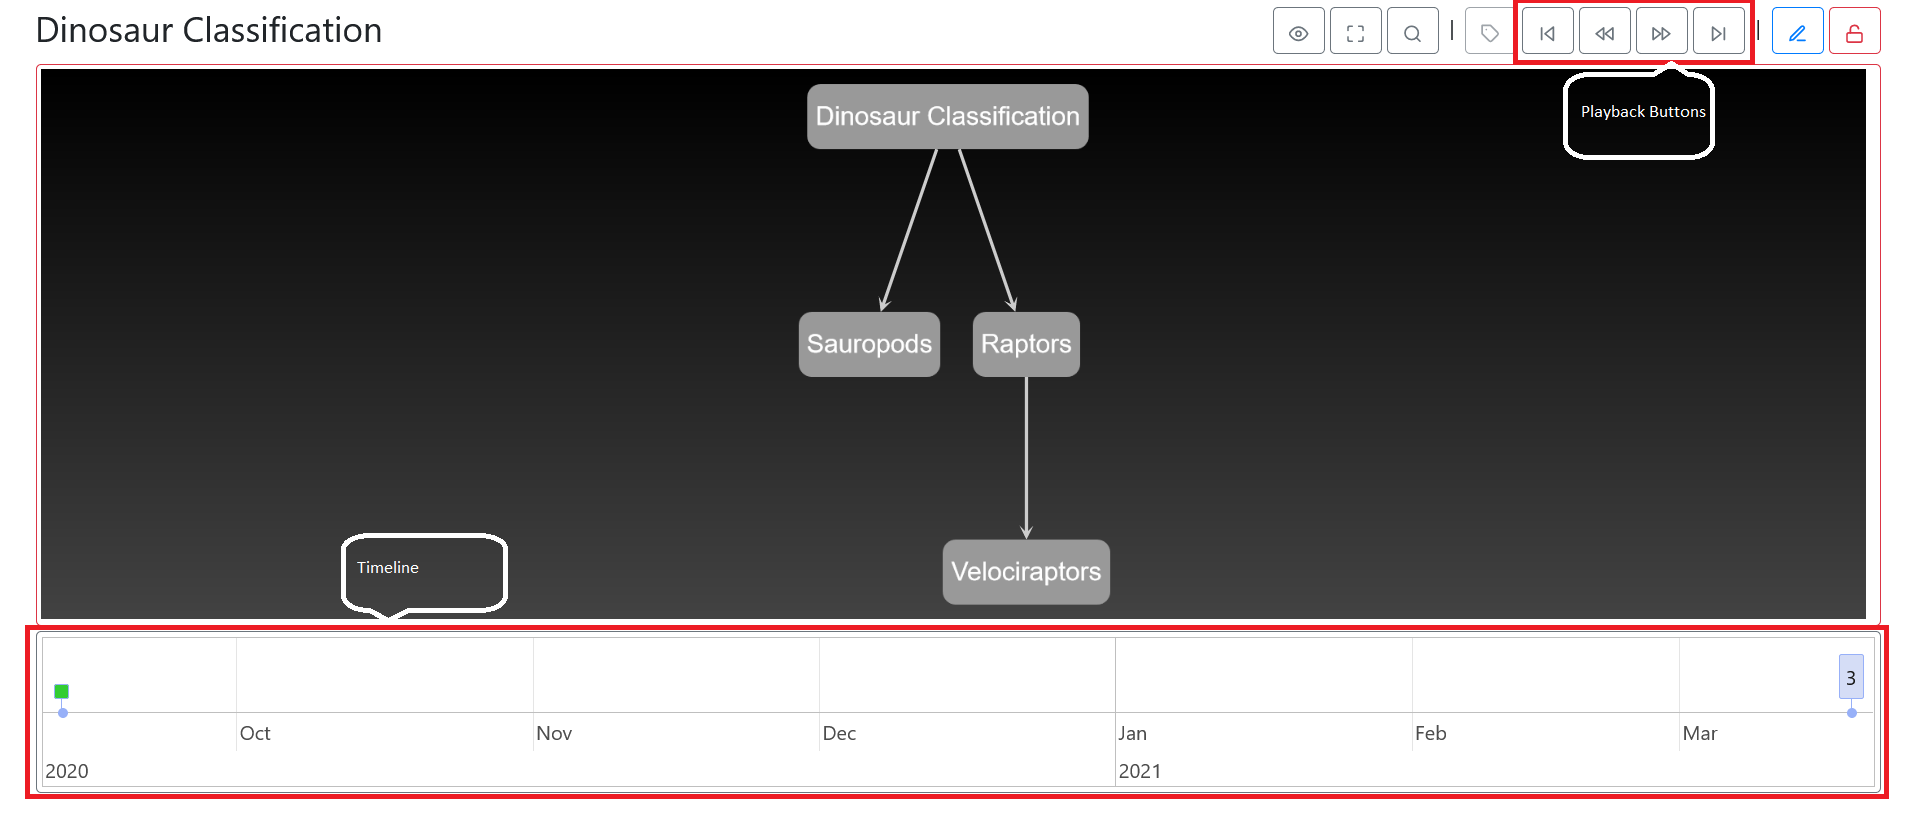 Dinosaur Classification
Playback Buttons
Dinosaur Classification
Sauropods
Raptors
Velociraptors
Timeline
3
Oct
Nov
Dec
Jan
Feb
Mar
2020
2021